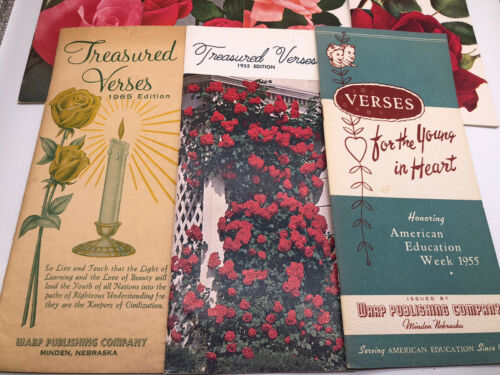 Treasured
Verses
1965 Edition
So Live and Teach that the Light of
Learning and the Love of Beauty will
lead the Youth of all Nations into the
paths of Righteous Understanding for
they are the Keepers of Civilization.
WARP PUBLISHING COMPANY
MINDEN, NEBRASKA
Treasured Verses
1955 EDITION
VERSES
for the Young
in Heart
Honoring
American
Education
Week 1955
ISSUED BY
WARP PUBLISHING COMPANY
Minden Nebraska
Serving AMERICAN EDUCATION Since